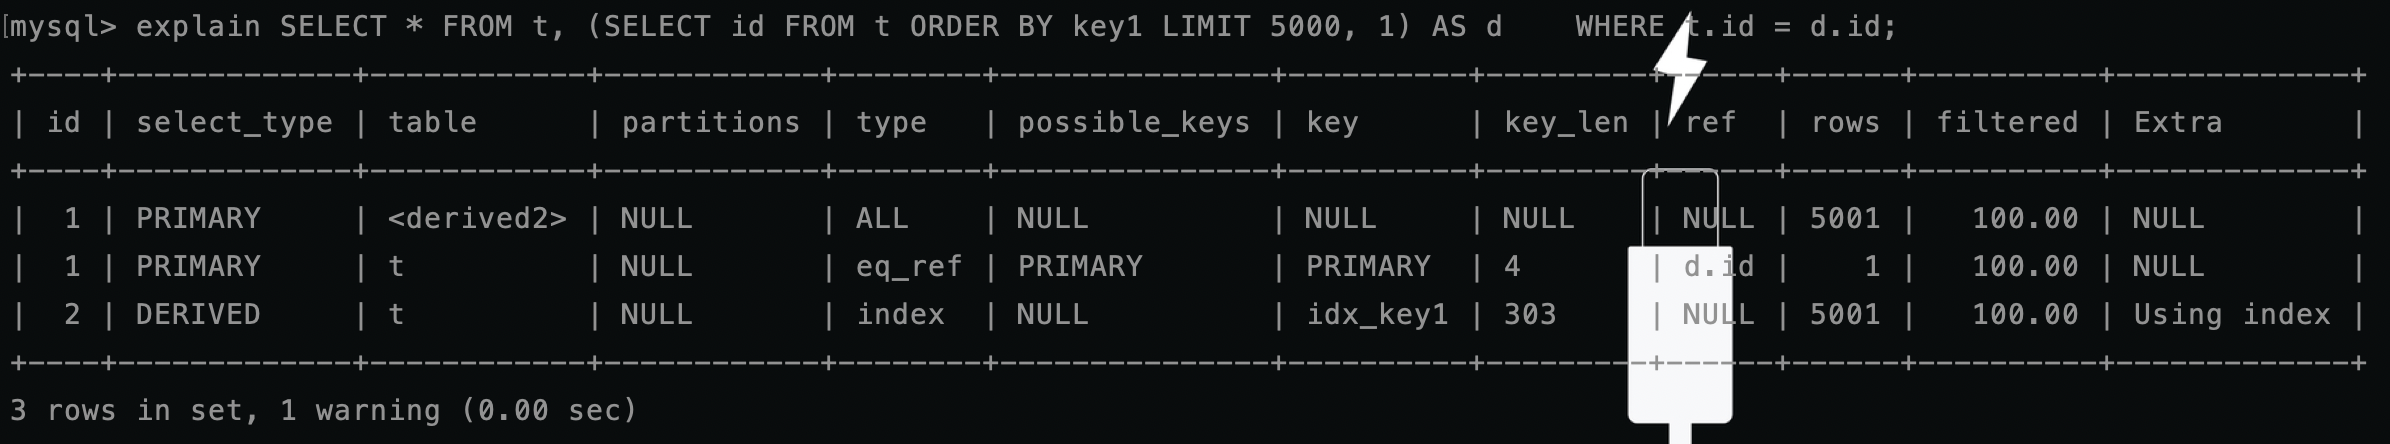 [mysql> explain SELECT * FROM t, (SELECT id FROM t ORDER BY key1 LIMIT 5000, 1) AS d    WHERE t.id = d.id;
+----+-------------+------------+------------+--------+---------------+----------+---------+------+------+----------+-------------+
| id | select_type | table      | partitions | type   | possible_keys | key      | key_len | ref  | rows | filtered | Extra       |
+----+-------------+------------+------------+--------+---------------+----------+---------+------+------+----------+-------------+
|  1 | PRIMARY     | <derived2> | NULL       | ALL    | NULL          | NULL     | NULL    | NULL | 5001 |   100.00 | NULL        |
|  1 | PRIMARY     | t          | NULL       | eq_ref | PRIMARY       | PRIMARY  | 4       | d.id |    1 |   100.00 | NULL        |
|  2 | DERIVED     | t          | NULL       | index  | NULL          | idx_key1 | 303     | NULL | 5001 |   100.00 | Using index |
+----+-------------+------------+------------+--------+---------------+----------+---------+------+------+----------+-------------+
3 rows in set, 1 warning (0.00 sec)